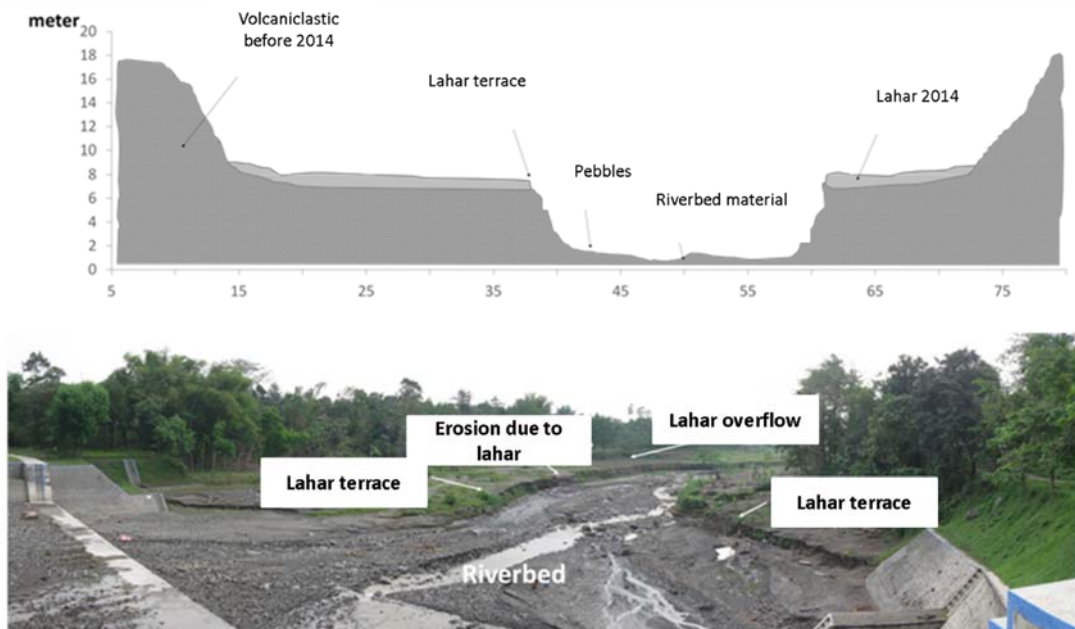 meter
Volcaniclastic
before 2014
Lahar terrace
Lahar 2014
Pebbles
Riverbed material
20
18
16
14
12
10
8
6
4
2
0
5
15
25
35
45
55
65
75
Lahar overflow
Erosion due to
lahar
Lahar terrace
Lahar terrace
Riverbed